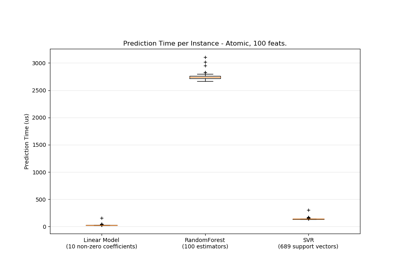 Prediction Time per Instance - Atomic, 100 feats.
Prediction Time (us)
3000
2500
2000
1500
1000
500
0
Linear Model
(10 non-zero coefficients)
RandomForest
(100 estimators)
SVR
(689 support vectors)